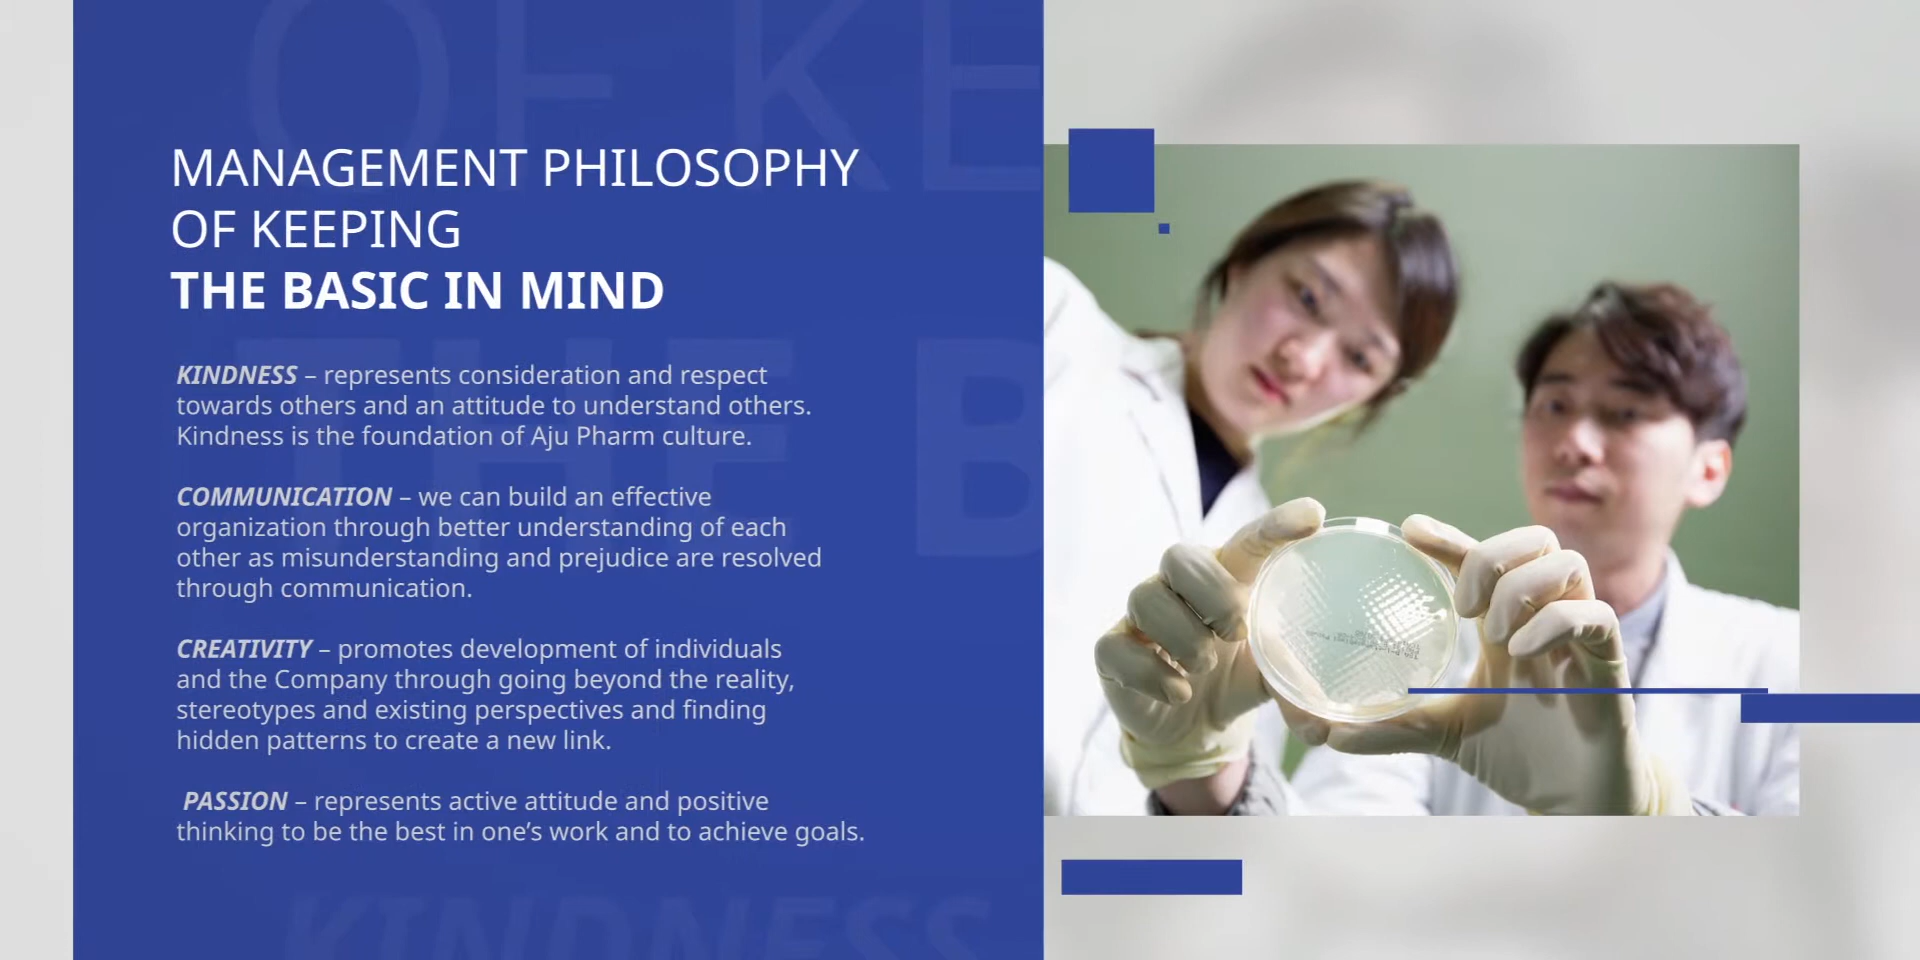 MANAGEMENT PHILOSOPHY
OF KEEPING
THE BASIC IN MIND
KINDNESS – represents consideration and respect
towards others and an attitude to understand others.
Kindness is the foundation of Aju Pharm culture.
COMMUNICATION – we can build an effective
organization through better understanding of each
other as misunderstanding and prejudice are resolved
through communication.
CREATIVITY – promotes development of individuals
and the Company through going beyond the reality,
stereotypes and existing perspectives and finding
hidden patterns to create a new link.
PASSION – represents active attitude and positive
thinking to be the best in one’s work and to achieve goals.
OF KE
THE B
KINDNESS